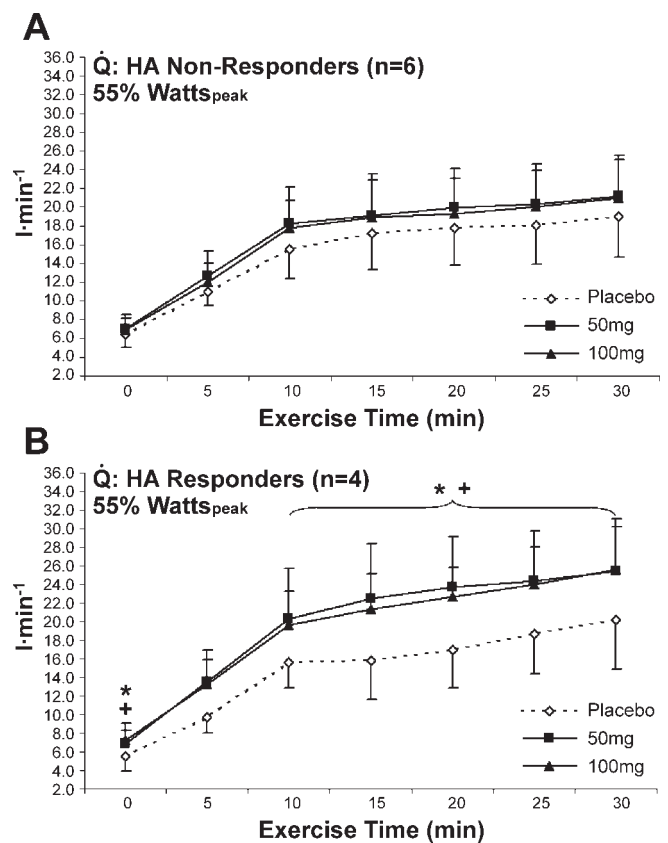 A
Q̇: HA Non-Responders (n=6)
55% Wattspeak
36.0
34.0
32.0
30.0
28.0
26.0
24.0
22.0
20.0
18.0
16.0
14.0
12.0
10.0
8.0
6.0
4.0
2.0
l·min-1
Placebo
50mg
100mg
0 5 10 15 20 25 30
Exercise Time (min)
B
Q̇: HA Responders (n=4)
55% Wattspeak
* +
36.0
34.0
32.0
30.0
28.0
26.0
24.0
22.0
20.0
18.0
16.0
14.0
12.0
10.0
8.0
6.0
4.0
2.0
l·min-1
*
+
Placebo
50mg
100mg
0 5 10 15 20 25 30
Exercise Time (min)